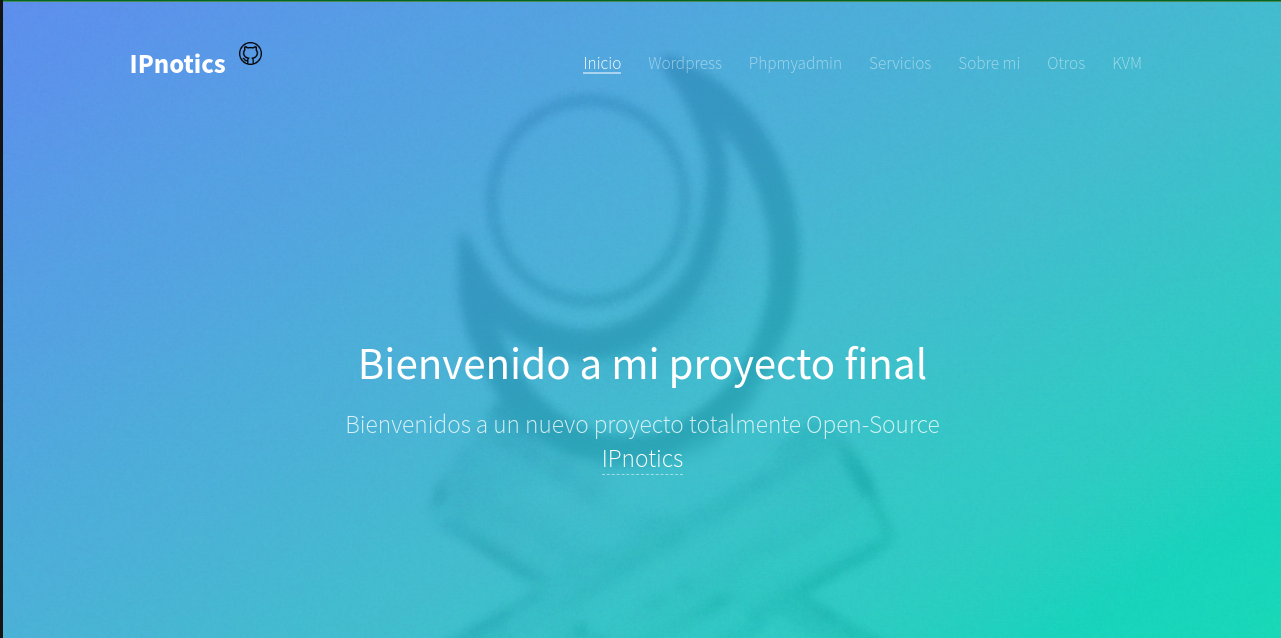 IPnotics
Inicio Wordpress Phpmyadmin Servicios Sobre mi Otros KVM
Bienvenido a mi proyecto final
Bienvenidos a un nuevo proyecto totalmente Open-Source
IPnotics